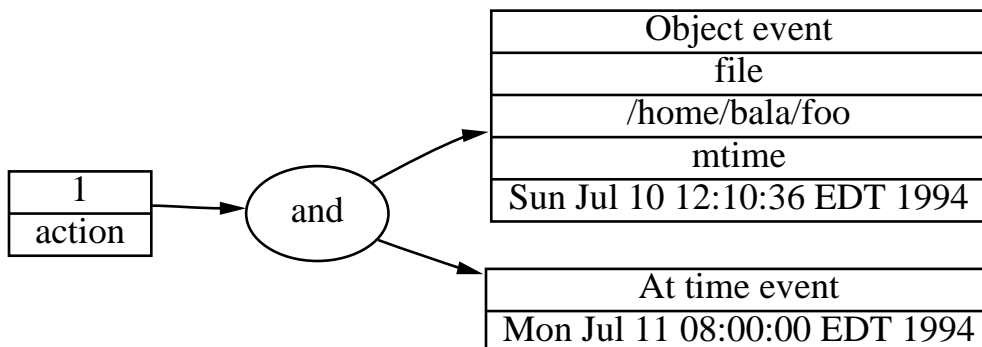 1
action
and
Object event
file
/home/bala/foo
mtime
Sun Jul 10 12:10:36 EDT 1994
At time event
Mon Jul 11 08:00:00 EDT 1994